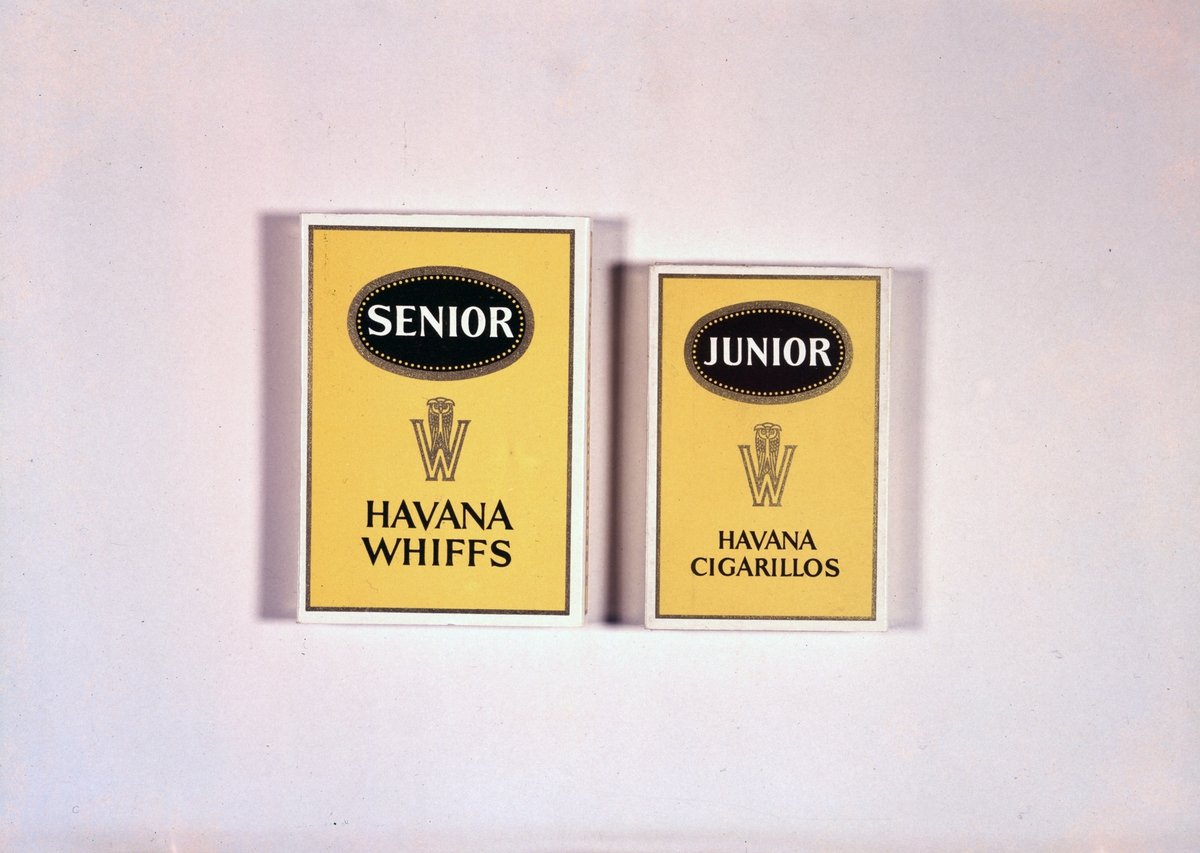 SENIOR
W
HAVANA
WHIFFS
JUNIOR
W
HAVANA
CIGARILLOS